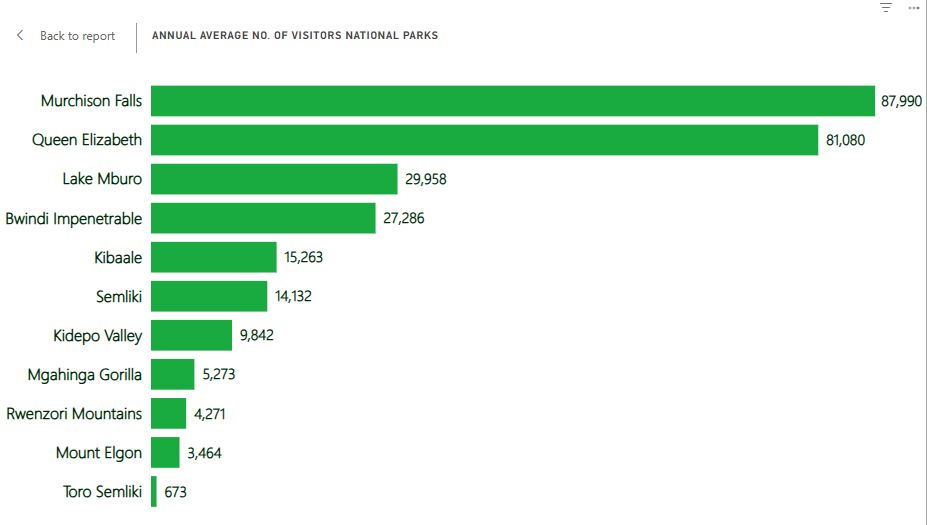 Back to report
ANNUAL AVERAGE NO. OF VISITORS NATIONAL PARKS
Murchison Falls 87,990
Queen Elizabeth 81,080
Lake Mburo 29,958
Bwindi Impenetrable 27,286
Kibaale 15,263
Semliki 14,132
Kidepo Valley 9,842
Mgahinga Gorilla 5,273
Rwenzori Mountains 4,271
Mount Elgon 3,464
Toro Semliki 673